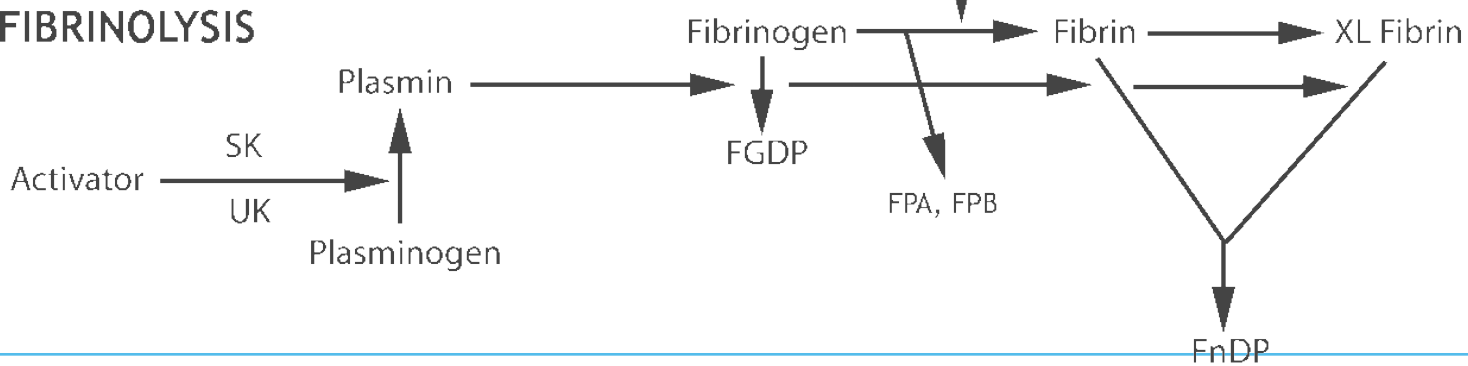 FIBRINOLYSIS
Fibrinogen
Fibrin
XL Fibrin
Plasmin
FGDP
SK
Activator
UK
FPA, FPB
Plasminogen
FnDP